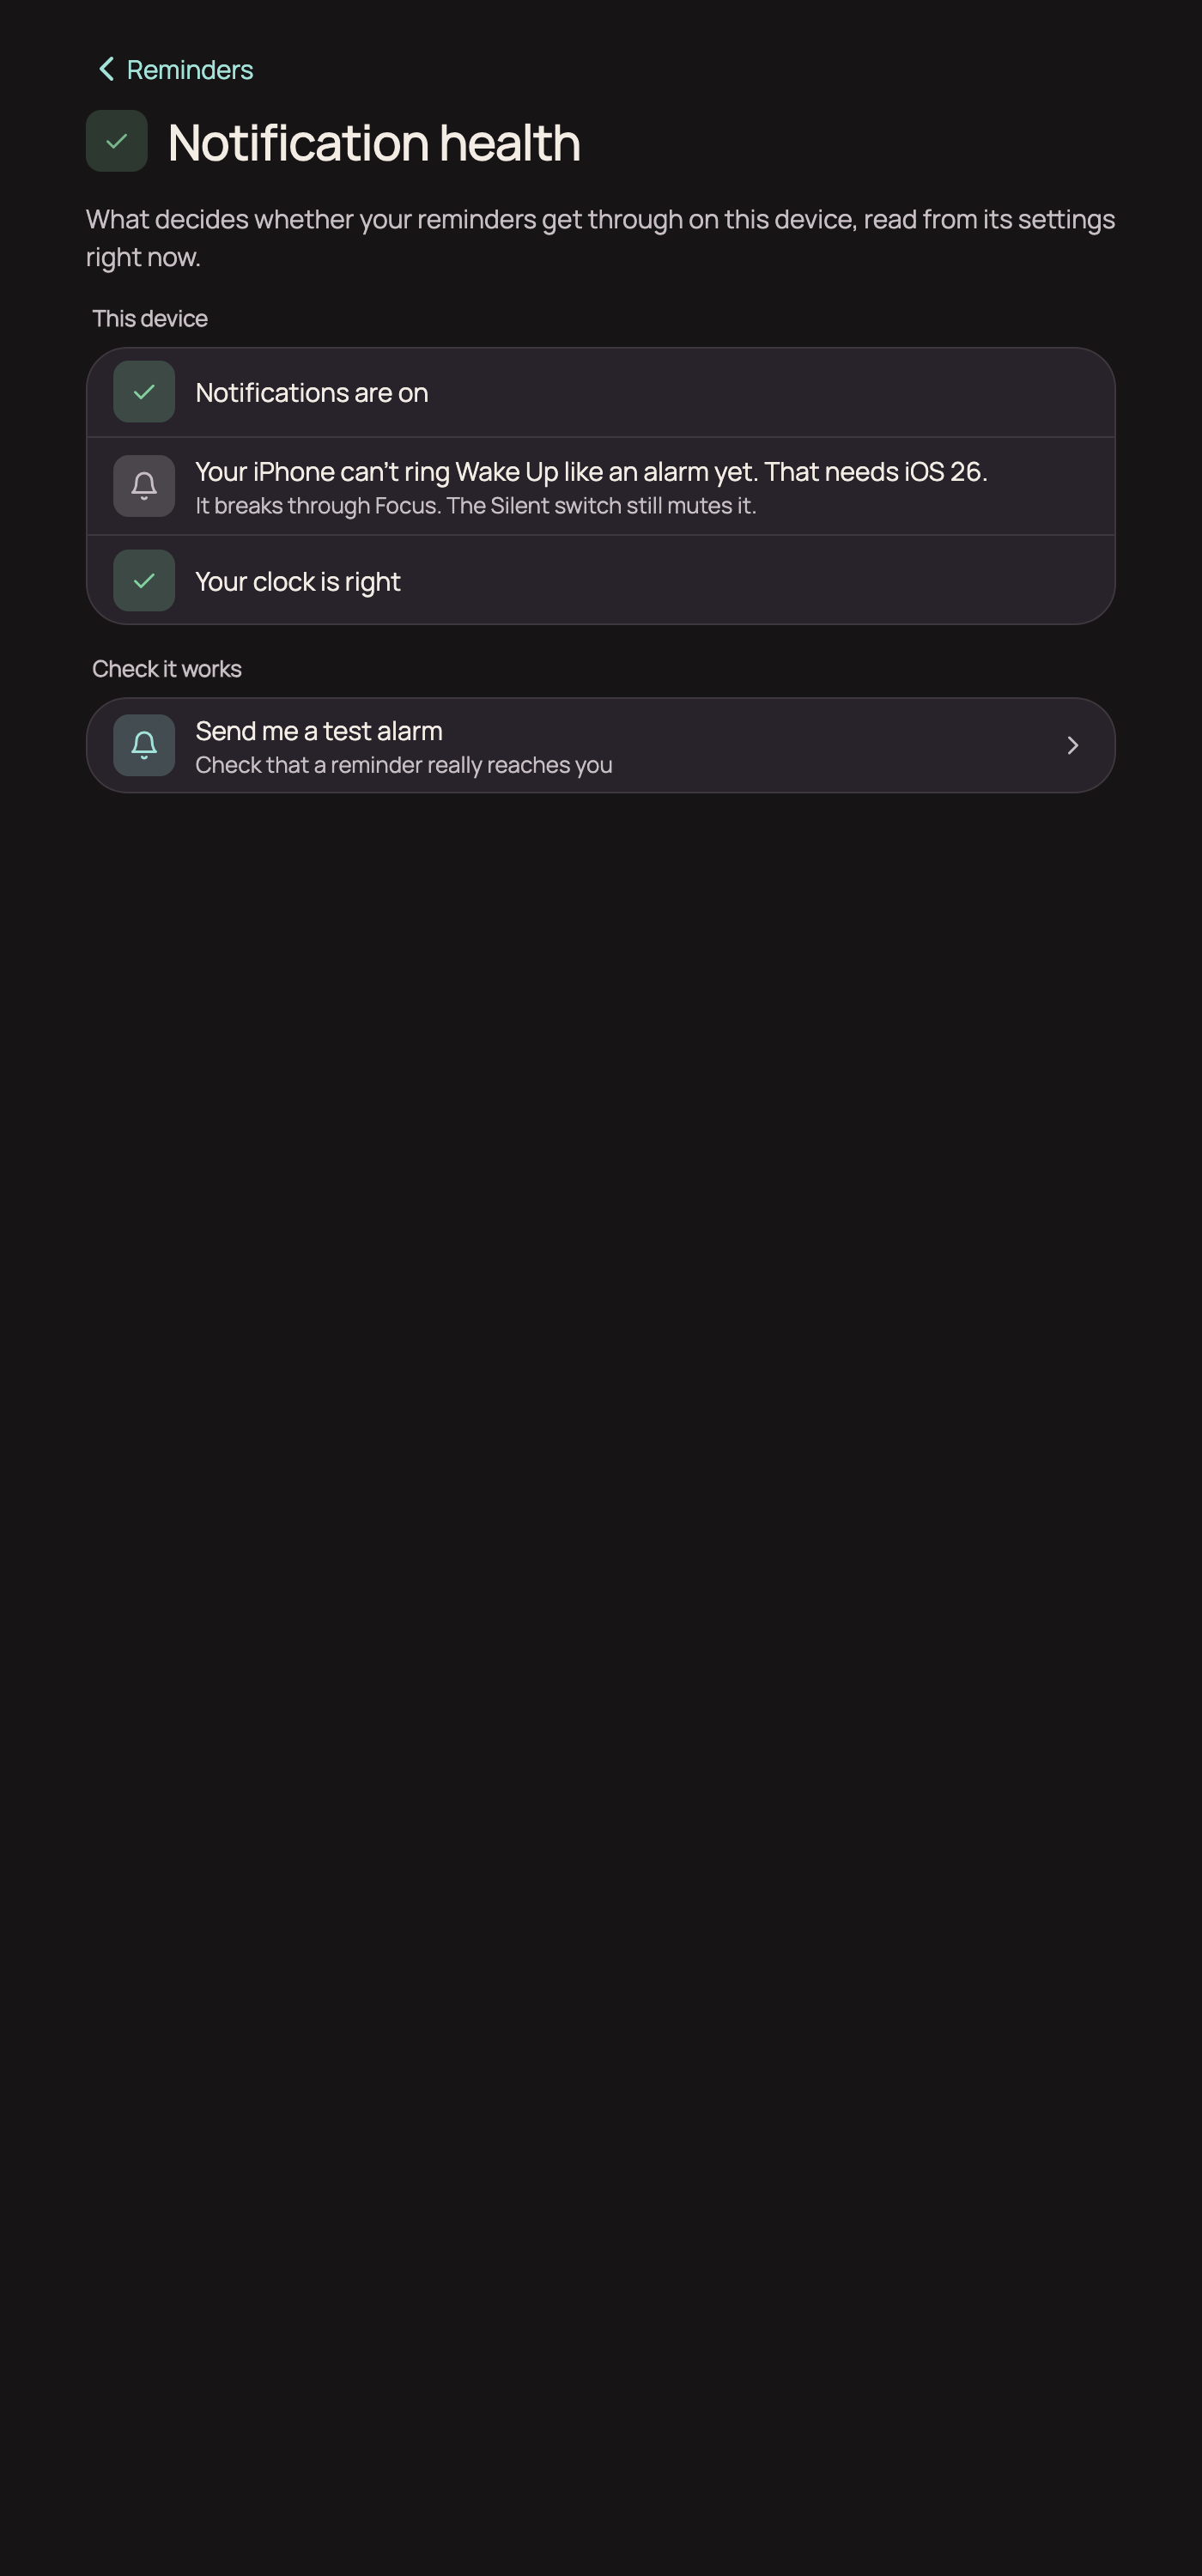 Reminders
Notification health
What decides whether your reminders get through on this device, read from its settings
right now.
This device
Notifications are on
Your iPhone can’t ring Wake Up like an alarm yet. That needs iOS 26.
It breaks through Focus. The Silent switch still mutes it.
Your clock is right
Check it works
Send me a test alarm
Check that a reminder really reaches you